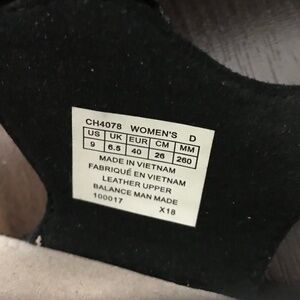 CH4078 WOMEN'S D
US UK EUR CM MM
9 6.5 40 26 260
MADE IN VIETNAM
FABRIQUÉ EN VIETNAM
LEATHER UPPER
BALANCE MAN MADE
100017 X18